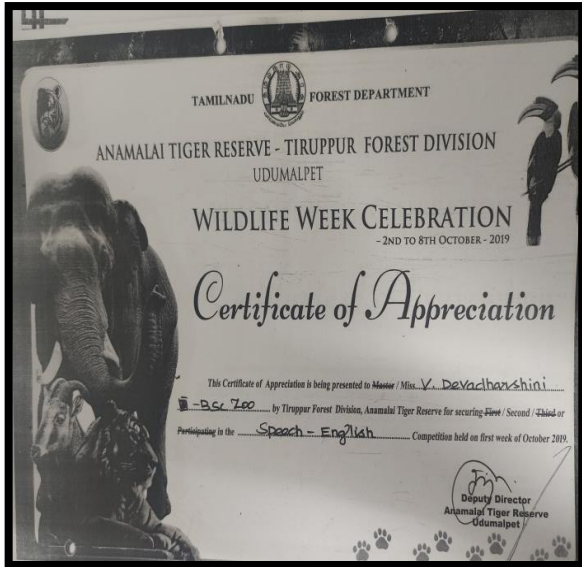 TAMILNADU FOREST DEPARTMENT
ANAMALAI TIGER RESERVE - TIRUPPUR FOREST DIVISION
UDUMALPET
WILDLIFE WEEK CELEBRATION
- 2ND TO 8TH OCTOBER - 2019
Certificate of Appreciation
This Certificate of Appreciation is being presented to Master / Miss V. Devadharshini
III -BSc Zoo by Tiruppur Forest Division, Anamalai Tiger Reserve for securing First / Second / Third or
Participating in the Speech - English Competition held on first week of October 2019.
Deputy Director
Anamalai Tiger Reserve
Udumalpet